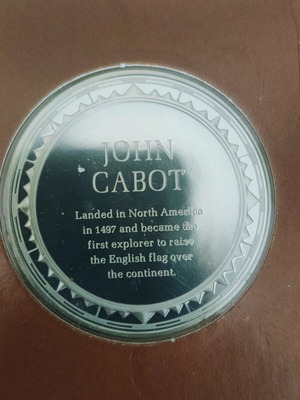 JOHN
CABOT
Landed in North America
in 1497 and became the
first explorer to raise
the English flag over
the continent.